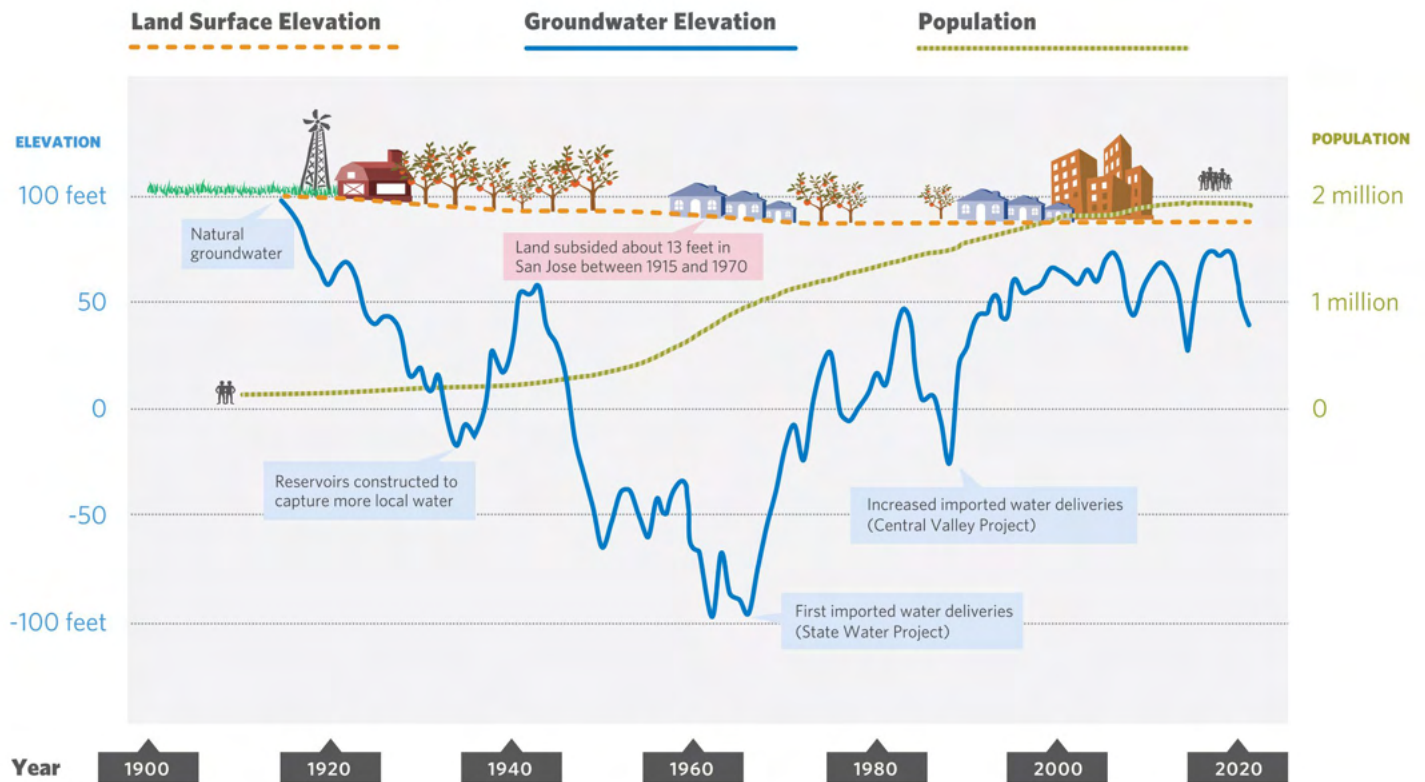 Land Surface Elevation
Groundwater Elevation
Population
ELEVATION
POPULATION
100 feet
2 million
Natural
groundwater
Land subsided about 13 feet in
San Jose between 1915 and 1970
50
1 million
0
0
Reservoirs constructed to
capture more local water
Increased imported water deliveries
(Central Valley Project)
-50
First imported water deliveries
(State Water Project)
-100 feet
Year
1900
1920
1940
1960
1980
2000
2020